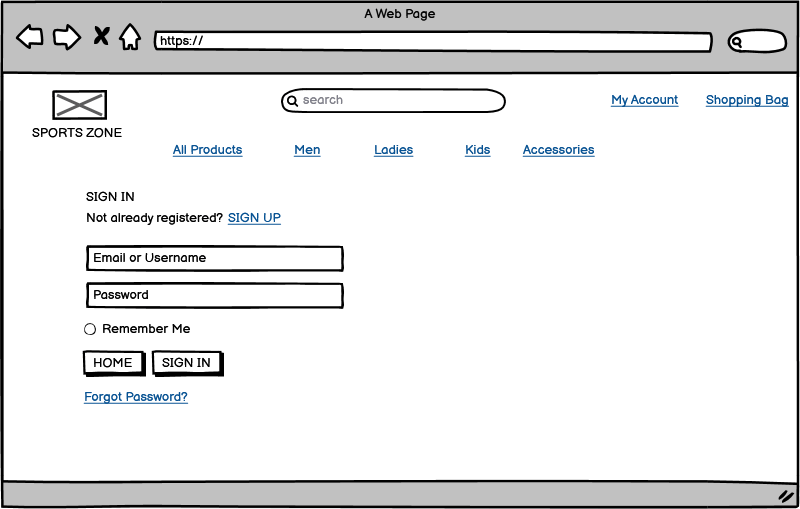 A Web Page
https://
search
My Account
Shopping Bag
SPORTS ZONE
All Products
Men
Ladies
Kids
Accessories
SIGN IN
Not already registered? SIGN UP
Email or Username
Password
Remember Me
HOME
SIGN IN
Forgot Password?